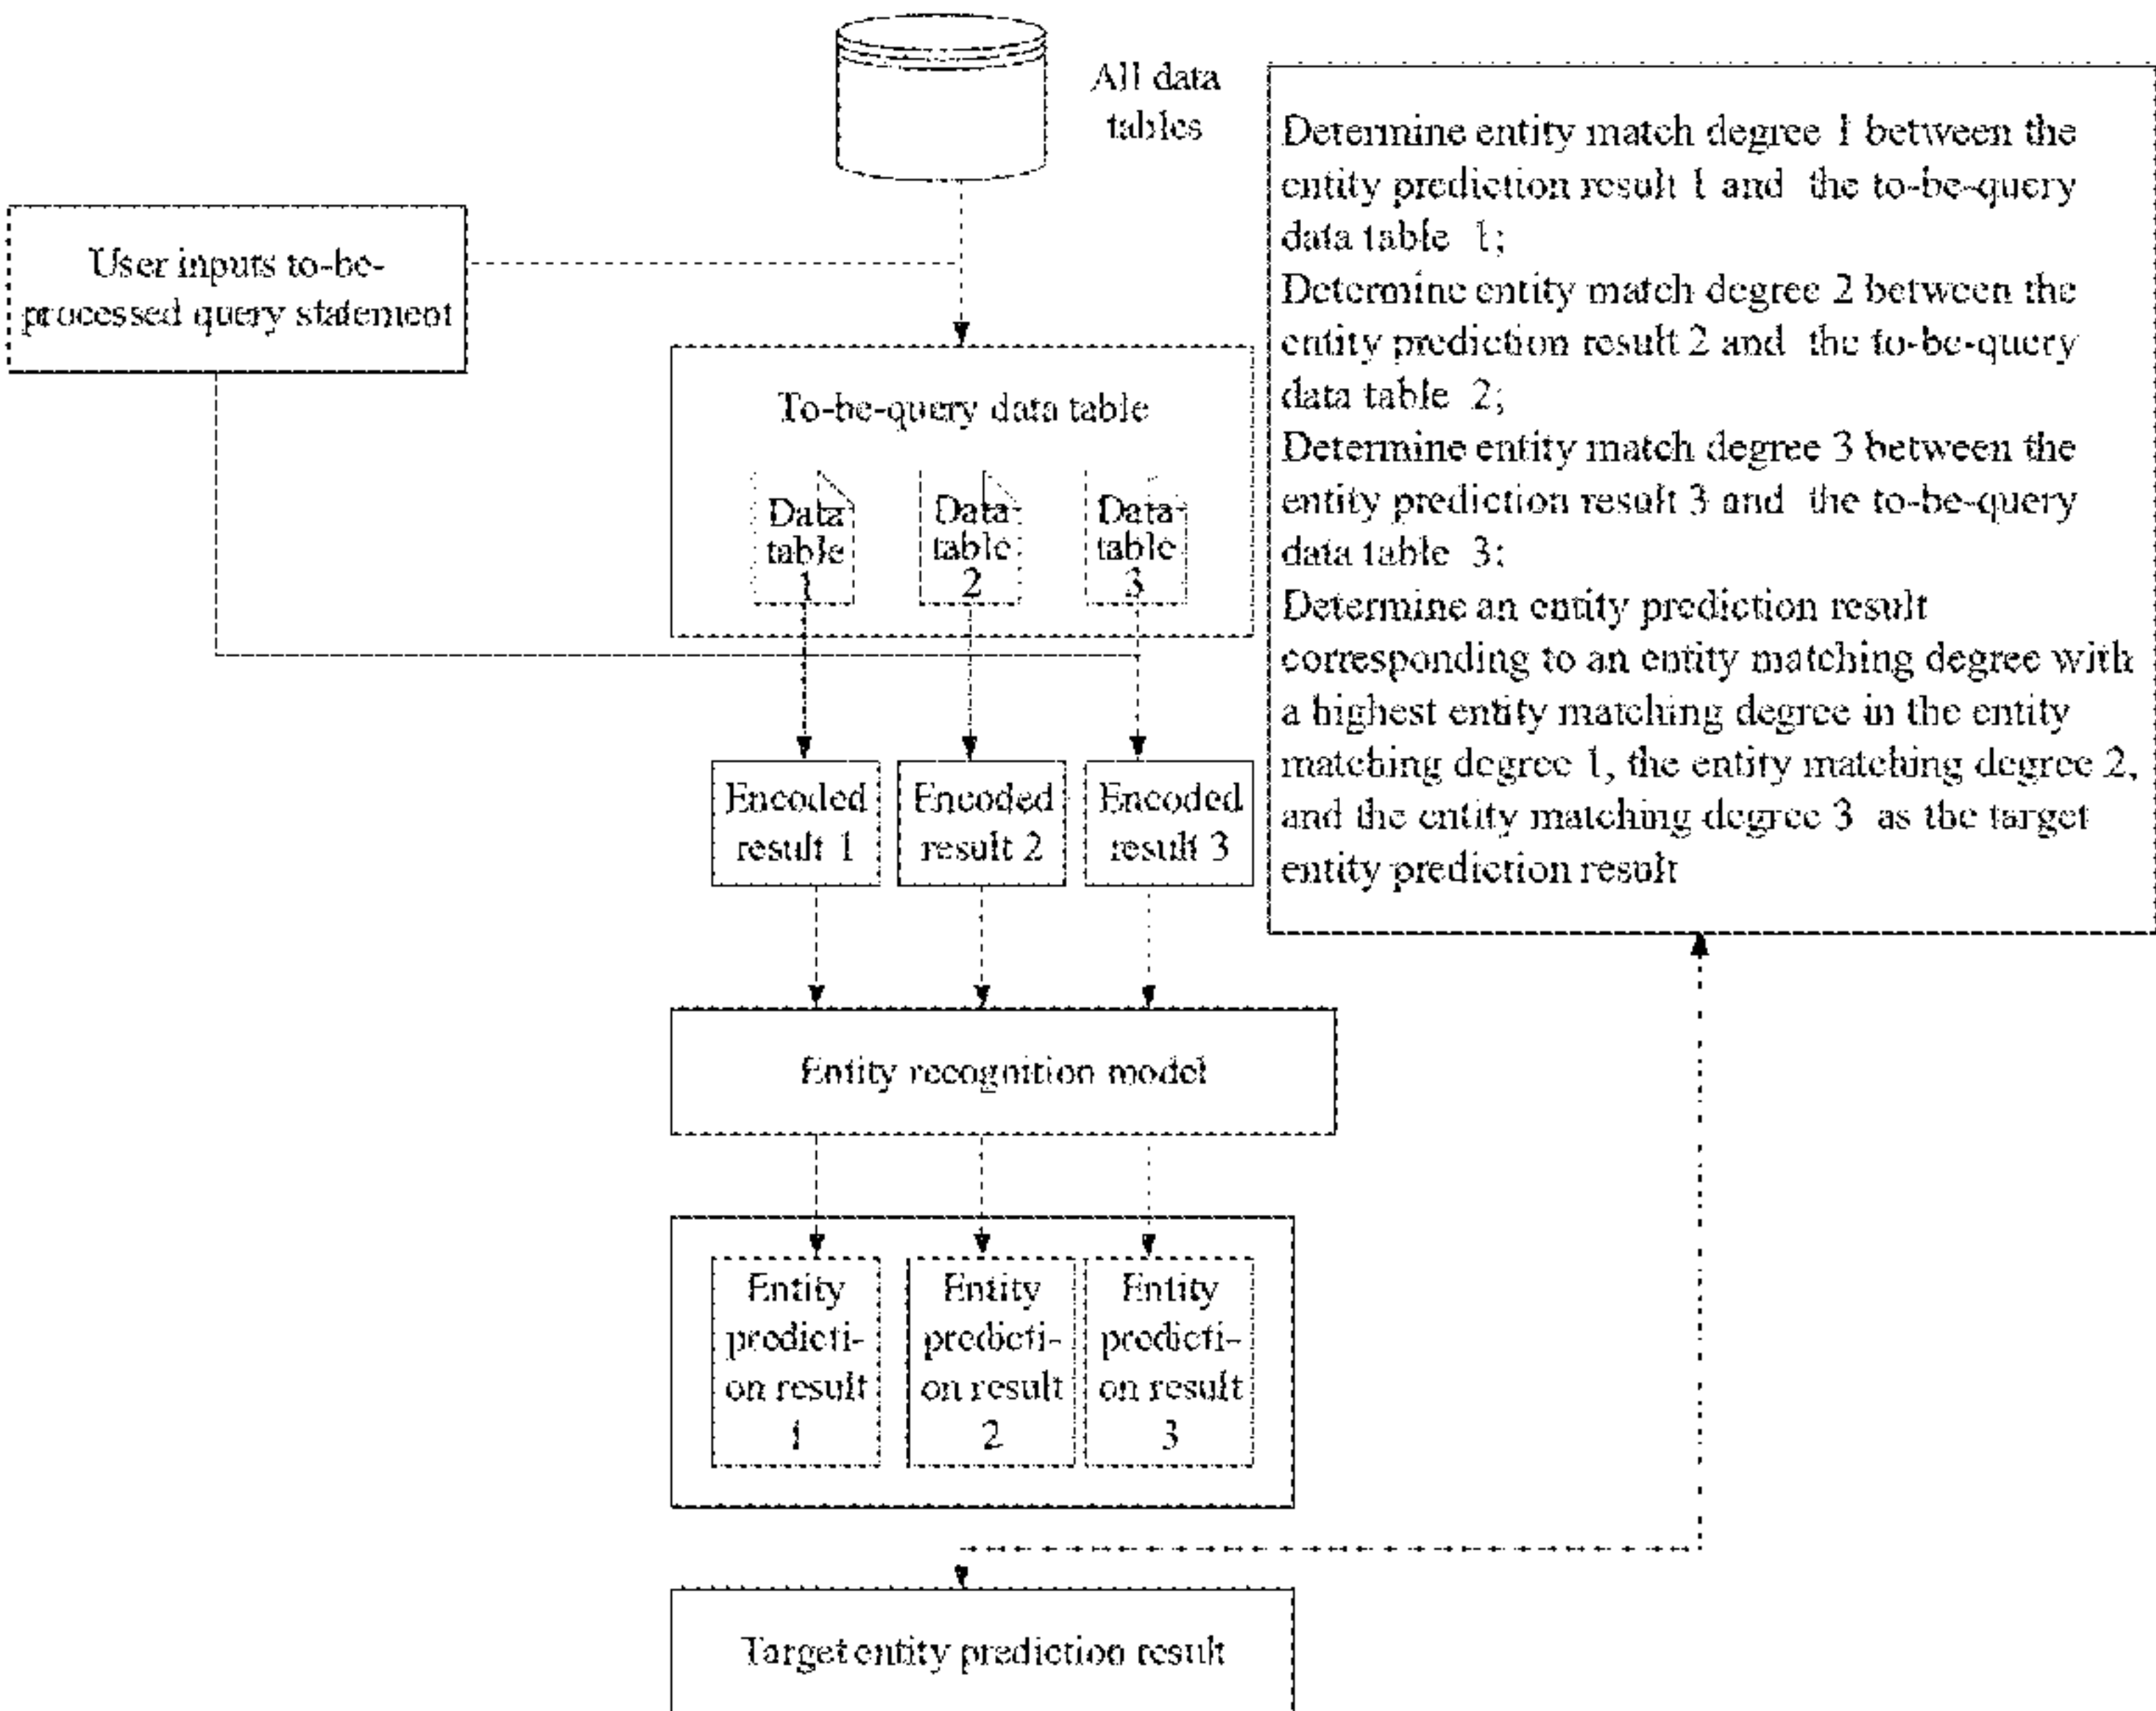 All data
tables
User inputs to-be-
processed query statement
To-be-query data table
Data
table
1
Data
table
2
Data
table
3
Encoded
result 1
Encoded
result 2
Encoded
result 3
Entity recognition model
Entity
predicti-
on result
1
Entity
predicti-
on result
2
Entity
predicti-
on result
3
Target entity prediction result
Determine entity match degree 1 between the
entity prediction result 1 and the to-be-query
data table 1;
Determine entity match degree 2 between the
entity prediction result 2 and the to-be-query
data table 2;
Determine entity match degree 3 between the
entity prediction result 3 and the to-be-query
data table 3;
Determine an entity prediction result
corresponding to an entity matching degree with
a highest entity matching degree in the entity
matching degree 1, the entity matching degree 2,
and the entity matching degree 3 as the target
entity prediction result